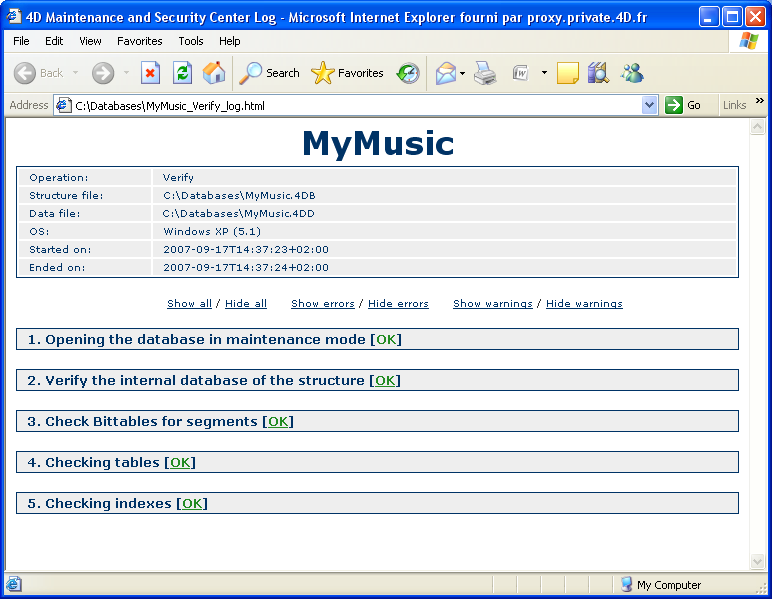 4D Maintenance and Security Center Log - Microsoft Internet Explorer fourni par proxy.private.4D.fr
File Edit View Favorites Tools Help
Back Search Favorites
Address C:\Databases\MyMusic_Verify_log.html Go Links »
MyMusic
Operation: Verify
Structure file: C:\Databases\MyMusic.4DB
Data file: C:\Databases\MyMusic.4DD
OS: Windows XP (5.1)
Started on: 2007-09-17T14:37:23+02:00
Ended on: 2007-09-17T14:37:24+02:00
Show all / Hide all Show errors / Hide errors Show warnings / Hide warnings
1. Opening the database in maintenance mode [OK]
2. Verify the internal database of the structure [OK]
3. Check Bittables for segments [OK]
4. Checking tables [OK]
5. Checking indexes [OK]
My Computer